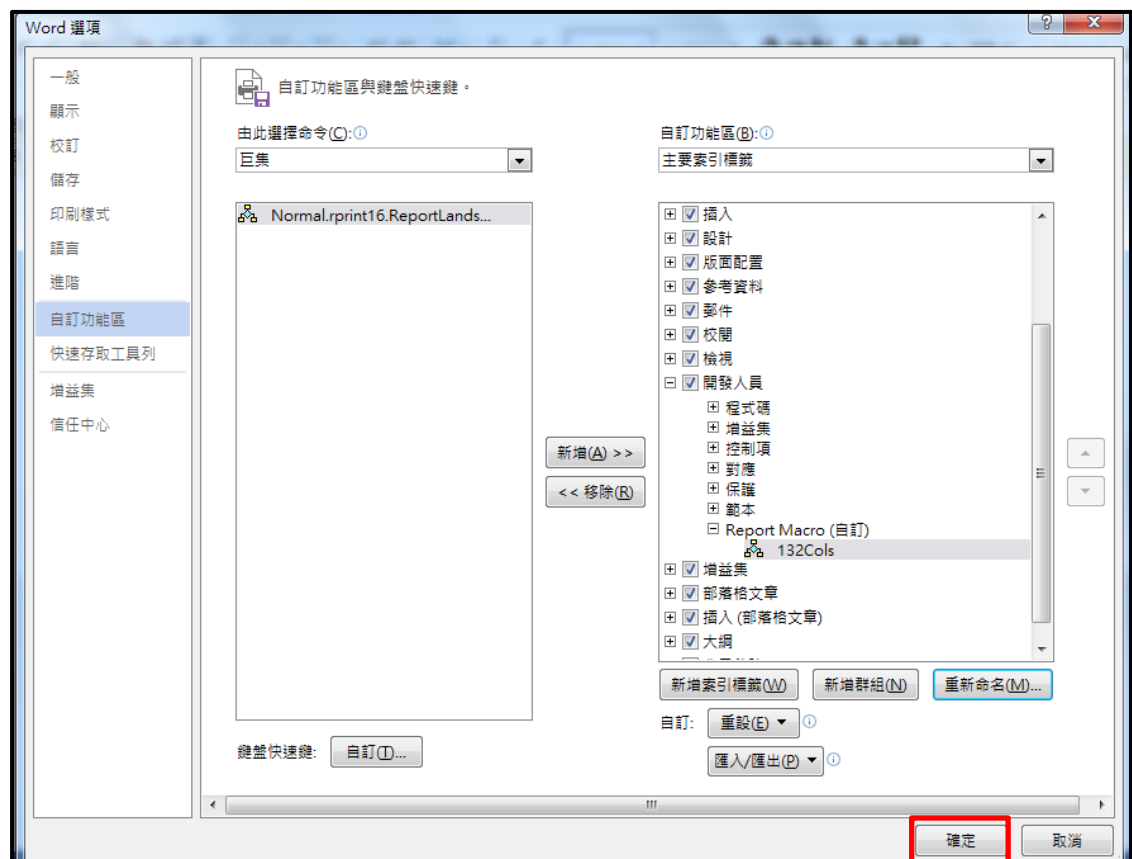 Word 選項
一般
顯示
校訂
儲存
印刷樣式
語言
進階
自訂功能區
快速存取工具列
增益集
信任中心
自訂功能區與鍵盤快速鍵。
由此選擇命令(C):
巨集
Normal.rprint16.ReportLands...
鍵盤快速鍵:
自訂(T)...
新增(A) >>
<< 移除(R)
自訂功能區(B):
主要索引標籤
插入
設計
版面配置
參考資料
郵件
校閱
檢視
開發人員
程式碼
增益集
控制項
對應
保護
範本
Report Macro (自訂)
132Cols
增益集
部落格文章
插入 (部落格文章)
大綱
新增索引標籤(W)
新增群組(N)
重新命名(M)...
自訂:
重設(E)
匯入/匯出(P)
確定
取消